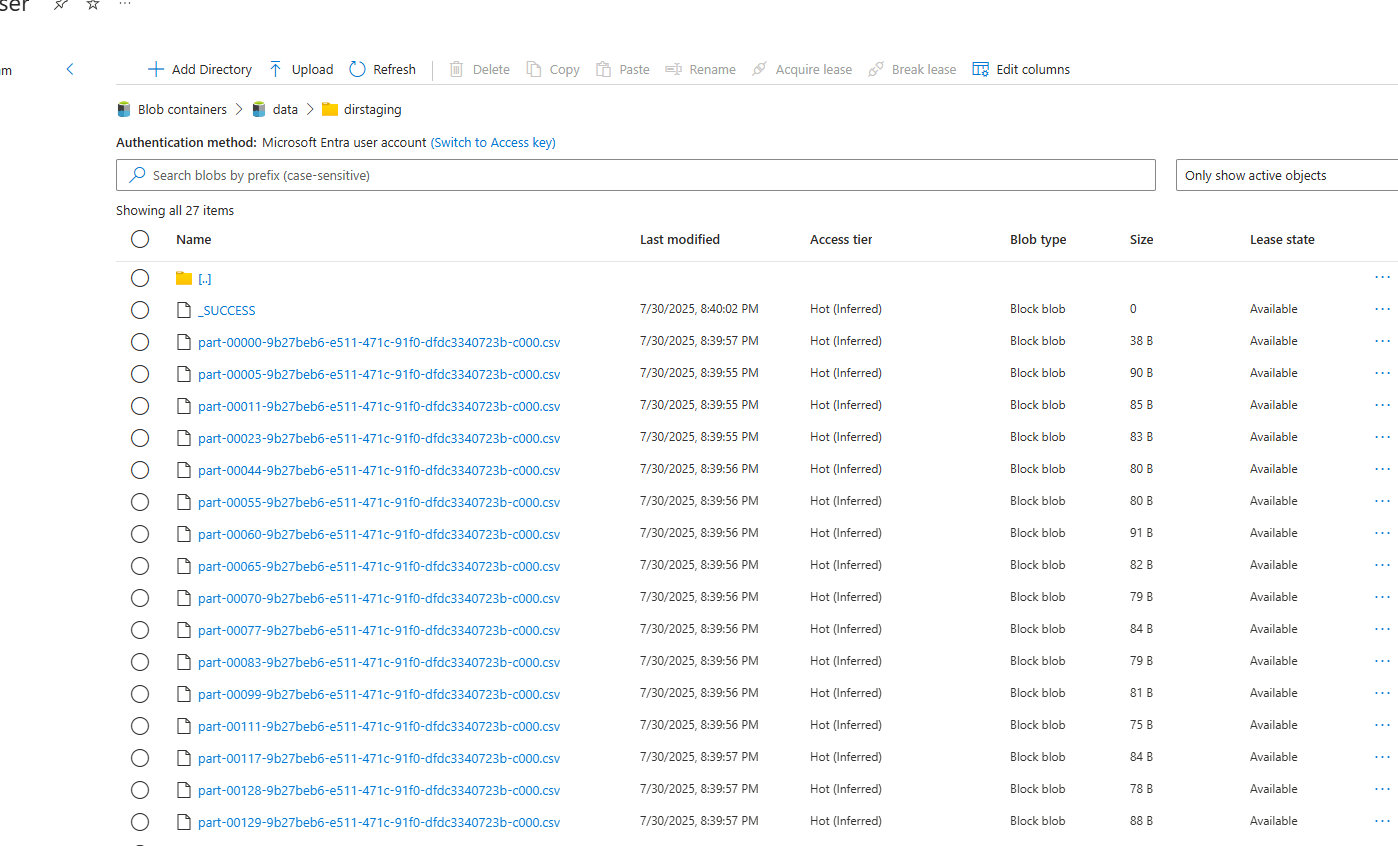 ser
m
Add Directory Upload Refresh Delete Copy Paste Rename Acquire lease Break lease Edit columns
Blob containers > data > dirstaging
Authentication method: Microsoft Entra user account (Switch to Access key)
Search blobs by prefix (case-sensitive) Only show active objects
Showing all 27 items
Name Last modified Access tier Blob type Size Lease state
[..]
_SUCCESS 7/30/2025, 8:40:02 PM Hot (Inferred) Block blob 0 Available
part-00000-9b27beb6-e511-471c-91f0-dfdc3340723b-c000.csv 7/30/2025, 8:39:57 PM Hot (Inferred) Block blob 38 B Available
part-00005-9b27beb6-e511-471c-91f0-dfdc3340723b-c000.csv 7/30/2025, 8:39:55 PM Hot (Inferred) Block blob 90 B Available
part-00011-9b27beb6-e511-471c-91f0-dfdc3340723b-c000.csv 7/30/2025, 8:39:55 PM Hot (Inferred) Block blob 85 B Available
part-00023-9b27beb6-e511-471c-91f0-dfdc3340723b-c000.csv 7/30/2025, 8:39:55 PM Hot (Inferred) Block blob 83 B Available
part-00044-9b27beb6-e511-471c-91f0-dfdc3340723b-c000.csv 7/30/2025, 8:39:56 PM Hot (Inferred) Block blob 80 B Available
part-00055-9b27beb6-e511-471c-91f0-dfdc3340723b-c000.csv 7/30/2025, 8:39:56 PM Hot (Inferred) Block blob 80 B Available
part-00060-9b27beb6-e511-471c-91f0-dfdc3340723b-c000.csv 7/30/2025, 8:39:56 PM Hot (Inferred) Block blob 91 B Available
part-00065-9b27beb6-e511-471c-91f0-dfdc3340723b-c000.csv 7/30/2025, 8:39:56 PM Hot (Inferred) Block blob 82 B Available
part-00070-9b27beb6-e511-471c-91f0-dfdc3340723b-c000.csv 7/30/2025, 8:39:56 PM Hot (Inferred) Block blob 79 B Available
part-00077-9b27beb6-e511-471c-91f0-dfdc3340723b-c000.csv 7/30/2025, 8:39:56 PM Hot (Inferred) Block blob 84 B Available
part-00083-9b27beb6-e511-471c-91f0-dfdc3340723b-c000.csv 7/30/2025, 8:39:56 PM Hot (Inferred) Block blob 79 B Available
part-00099-9b27beb6-e511-471c-91f0-dfdc3340723b-c000.csv 7/30/2025, 8:39:56 PM Hot (Inferred) Block blob 81 B Available
part-00111-9b27beb6-e511-471c-91f0-dfdc3340723b-c000.csv 7/30/2025, 8:39:56 PM Hot (Inferred) Block blob 75 B Available
part-00117-9b27beb6-e511-471c-91f0-dfdc3340723b-c000.csv 7/30/2025, 8:39:57 PM Hot (Inferred) Block blob 84 B Available
part-00128-9b27beb6-e511-471c-91f0-dfdc3340723b-c000.csv 7/30/2025, 8:39:57 PM Hot (Inferred) Block blob 78 B Available
part-00129-9b27beb6-e511-471c-91f0-dfdc3340723b-c000.csv 7/30/2025, 8:39:57 PM Hot (Inferred) Block blob 88 B Available